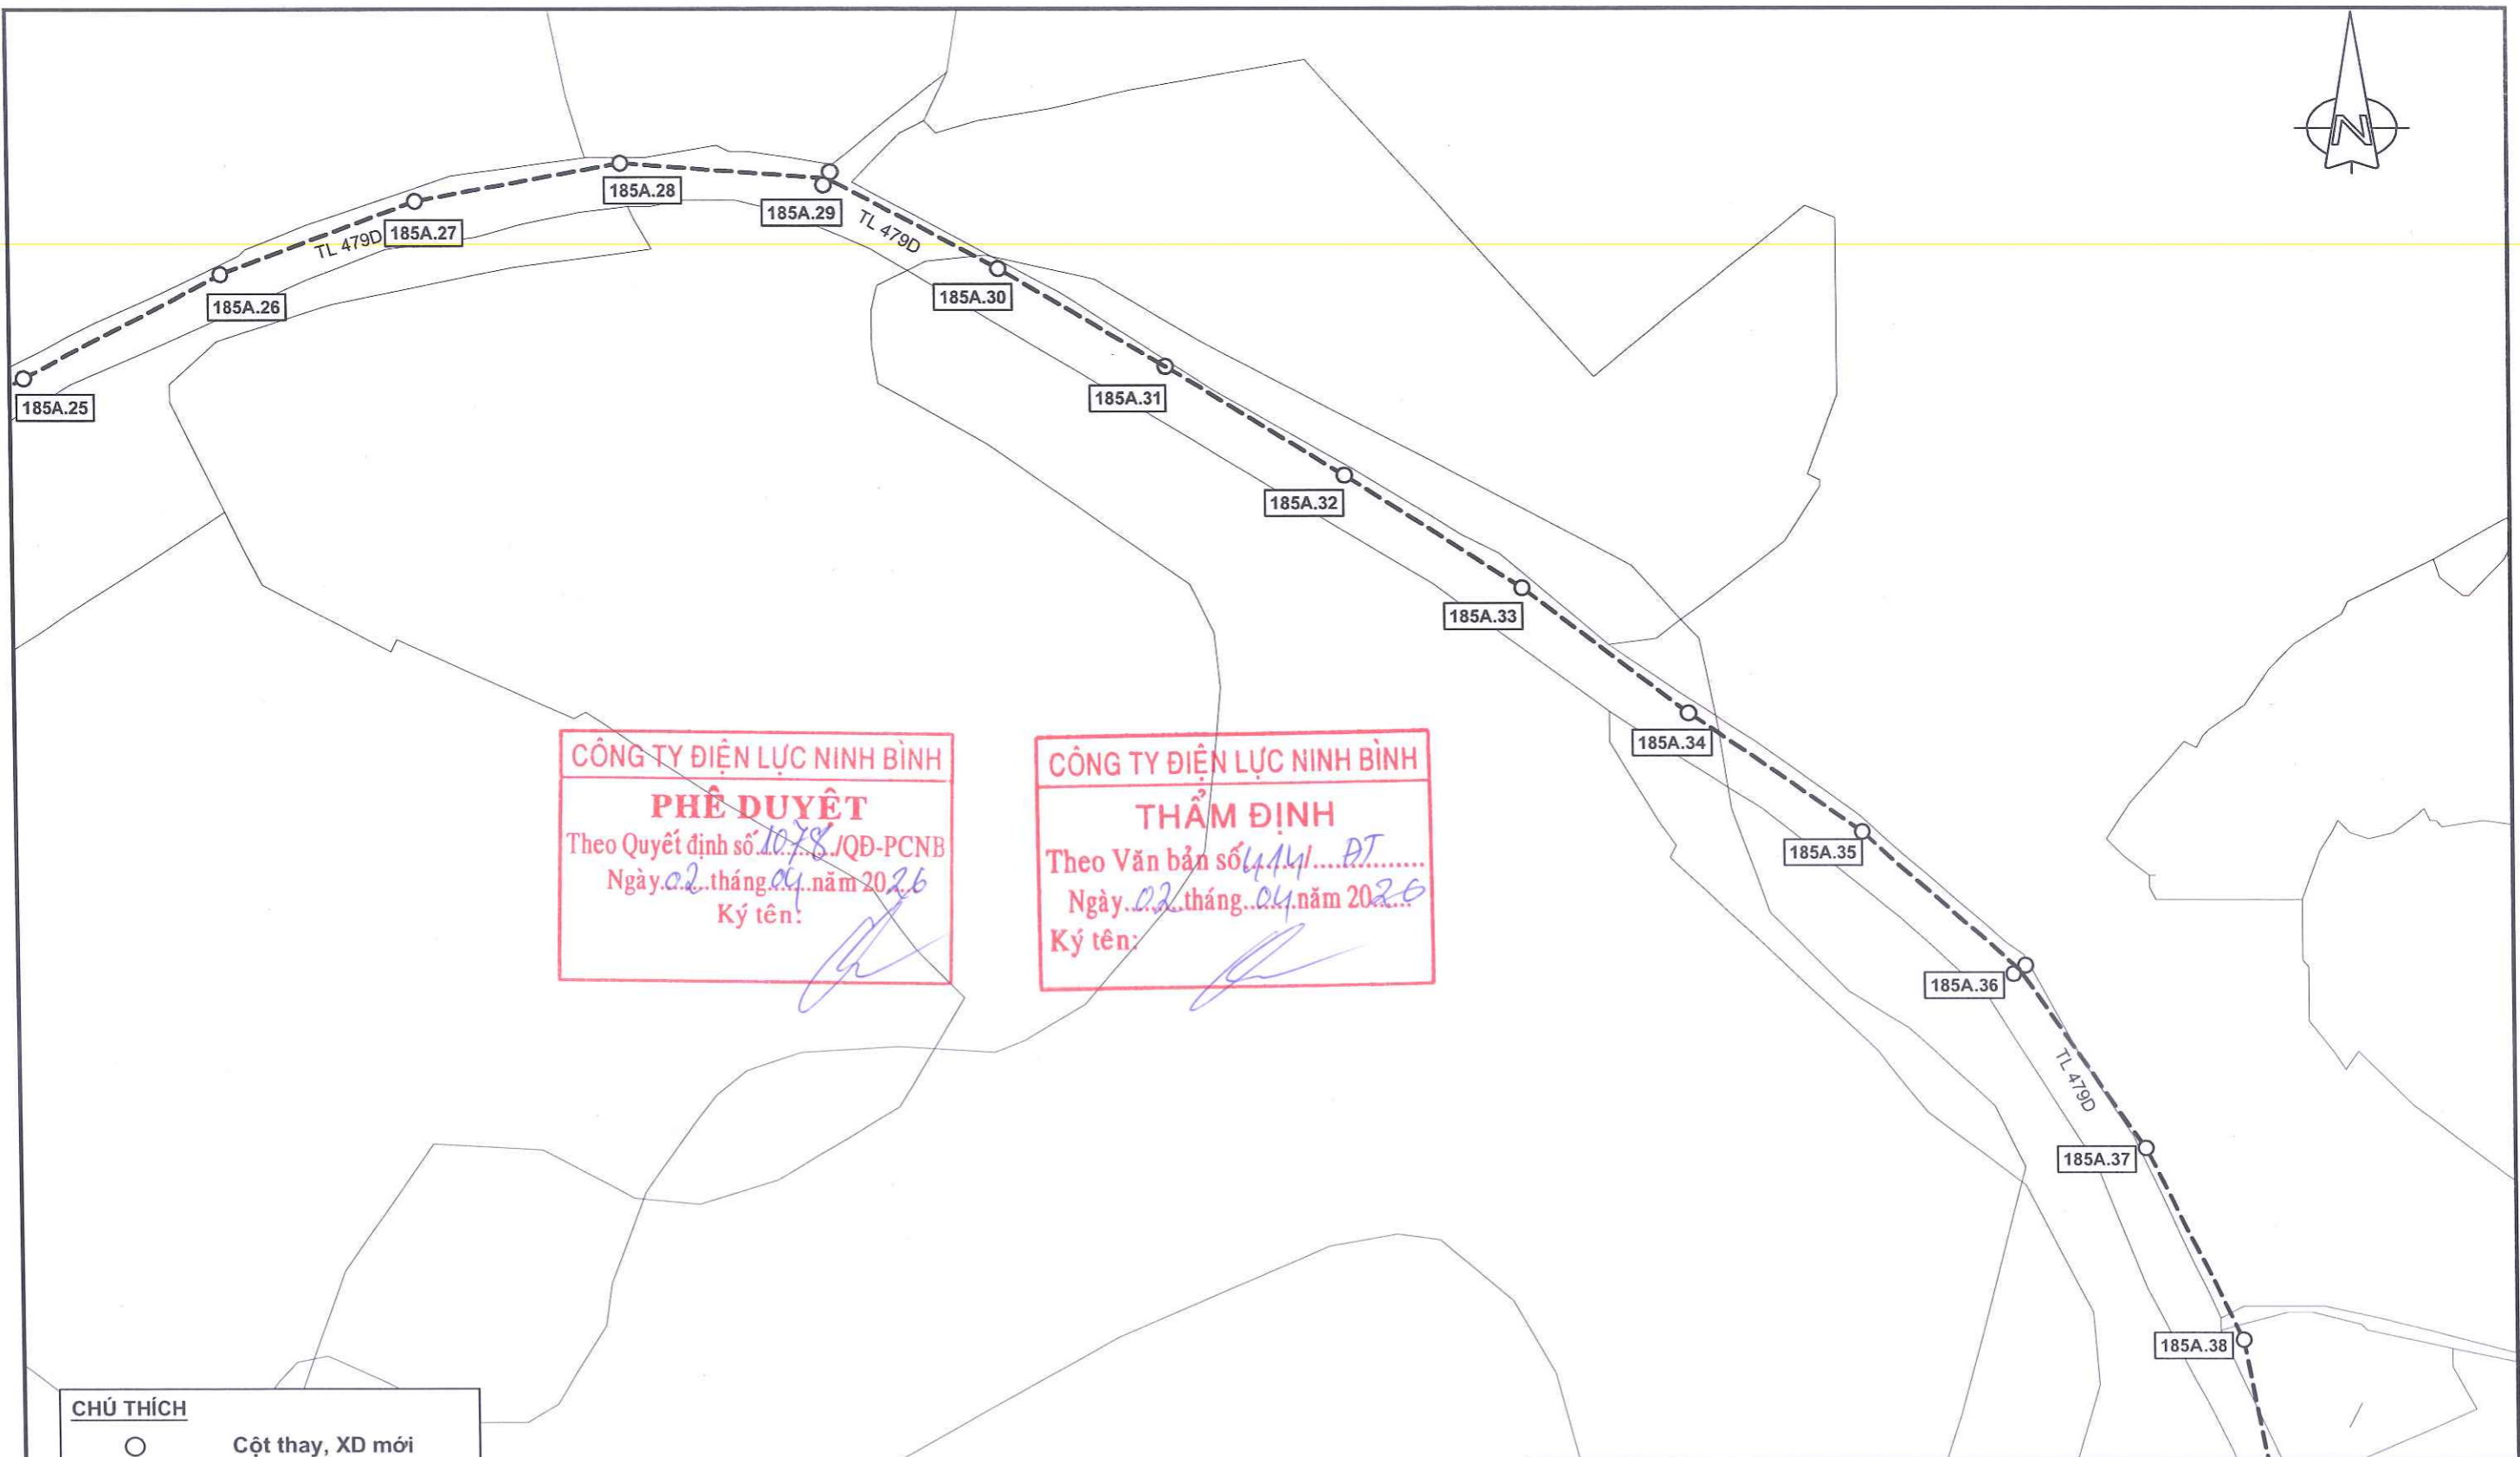 N
185A.28
185A.29
TL 479D
185A.27
TL 479D
185A.26
185A.30
185A.25
185A.31
185A.32
185A.33
185A.34
185A.35
185A.36
TL 479D
185A.37
185A.38
CÔNG TY ĐIỆN LỰC NINH BÌNH
PHÊ DUYỆT
Theo Quyết định số 1078/QĐ-PCNB
Ngày 02 tháng 04 năm 2026
Ký tên:
CÔNG TY ĐIỆN LỰC NINH BÌNH
THẨM ĐỊNH
Theo Văn bản số 414/ ĐT
Ngày 02 tháng 04 năm 2026
Ký tên:
CHÚ THÍCH
Cột thay, XD mới